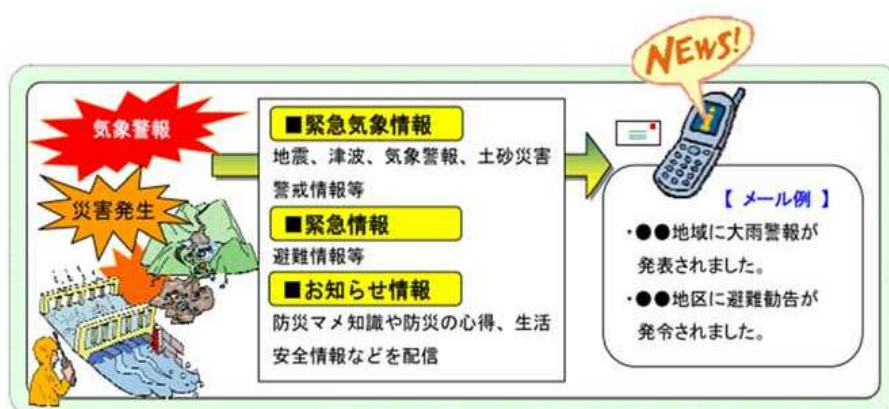 NEWS!
気象警報
災害発生
■緊急気象情報
地震、津波、気象警報、土砂災害
警戒情報等
■緊急情報
避難情報等
■お知らせ情報
防災マメ知識や防災の心得、生活
安全情報などを配信
i
【 メール例 】
・●●地域に大雨警報が
発表されました。
・●●地区に避難勧告が
発令されました。